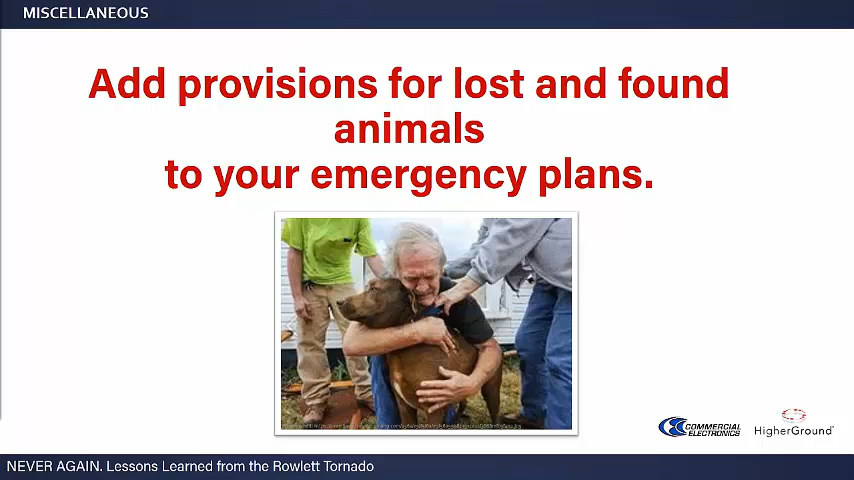 MISCELLANEOUS
Add provisions for lost and found
animals
to your emergency plans.
COMMERCIAL
ELECTRONICS
HigherGround
NEVER AGAIN. Lessons Learned from the Rowlett Tornado